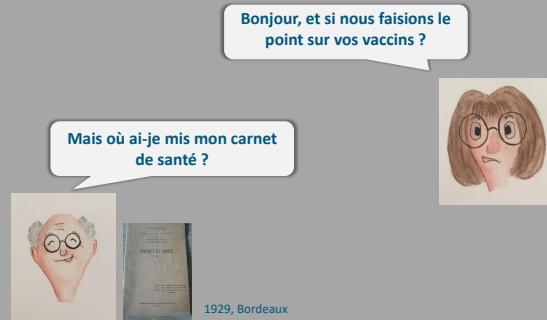 Bonjour, et si nous faisions le
point sur vos vaccins ?
Mais où ai-je mis mon carnet
de santé ?
CARNET DE SANTÉ
1929, Bordeaux